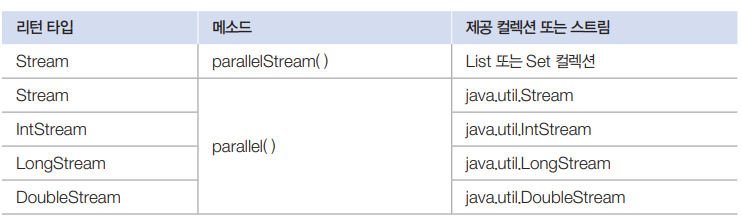 리턴 타입 메소드 제공 컬렉션 또는 스트림
Stream parallelStream( ) List 또는 Set 컬렉션
Stream java.util.Stream
IntStream java.util.IntStream
parallel( )
LongStream java.util.LongStream
DoubleStream java.util.DoubleStream